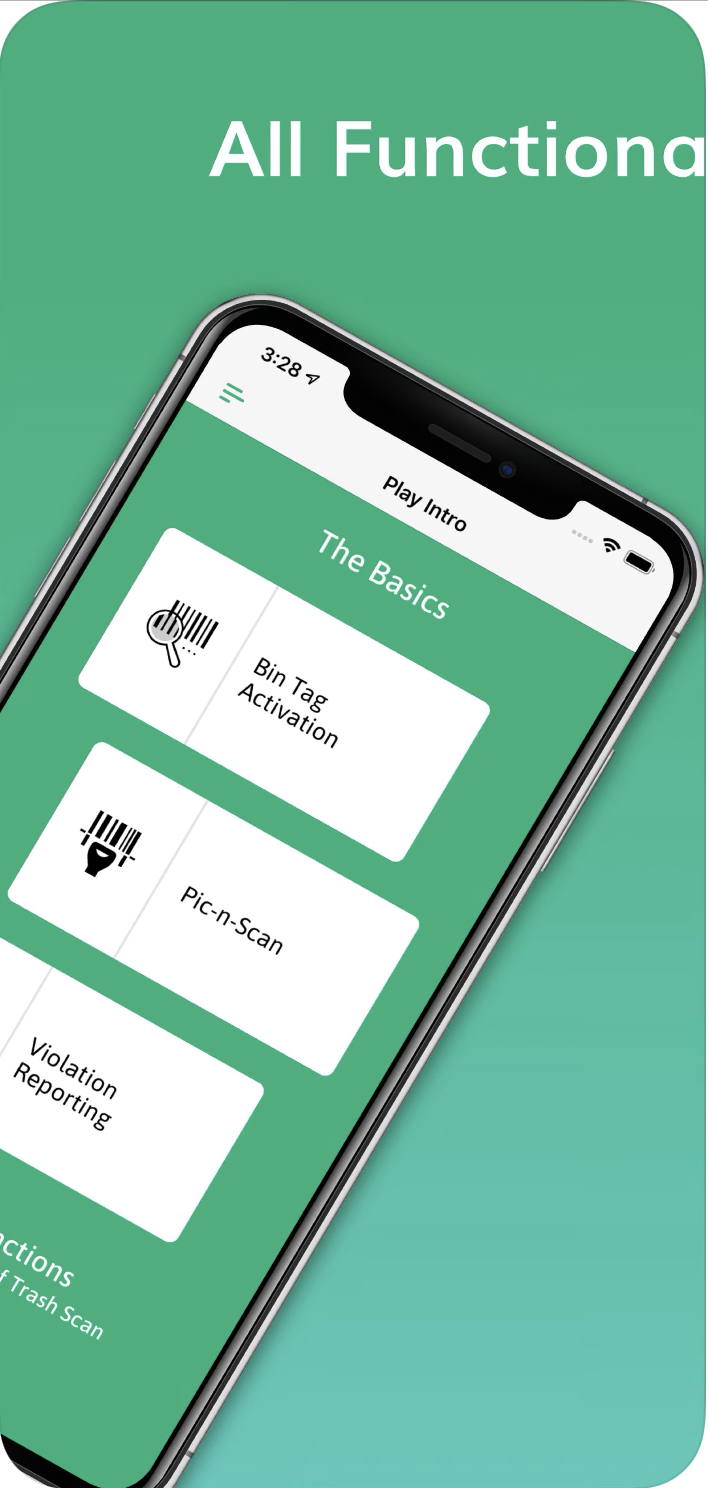 All Functiona
3:28
Play Intro
The Basics
Bin Tag
Activation
Pic-n-Scan
Violation
Reporting
nctions
f Trash Scan